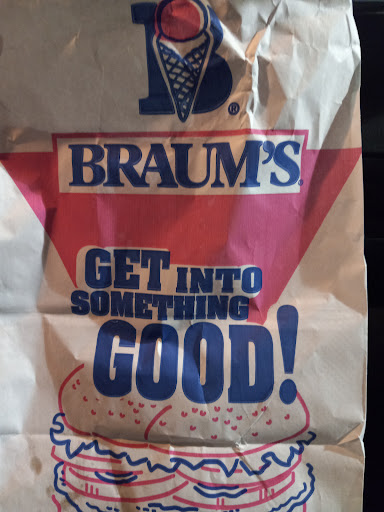 B®
BRAUM'S®
GET INTO
SOMETHING
GOOD!